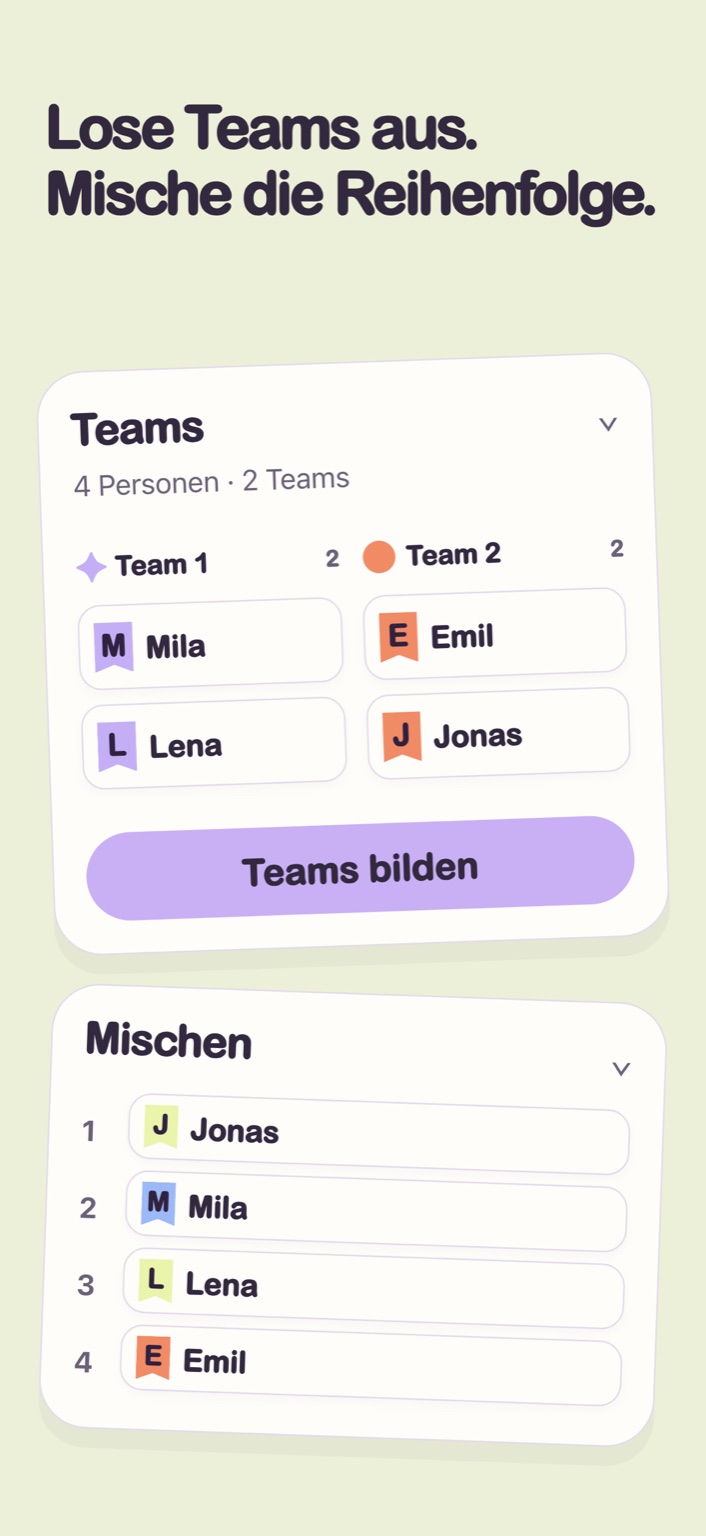 Lose Teams aus.
Mische die Reihenfolge.
Teams
4 Personen · 2 Teams
Team 1 2
Team 2 2
M Mila
E Emil
L Lena
J Jonas
Teams bilden
Mischen
1 J Jonas
2 M Mila
3 L Lena
4 E Emil